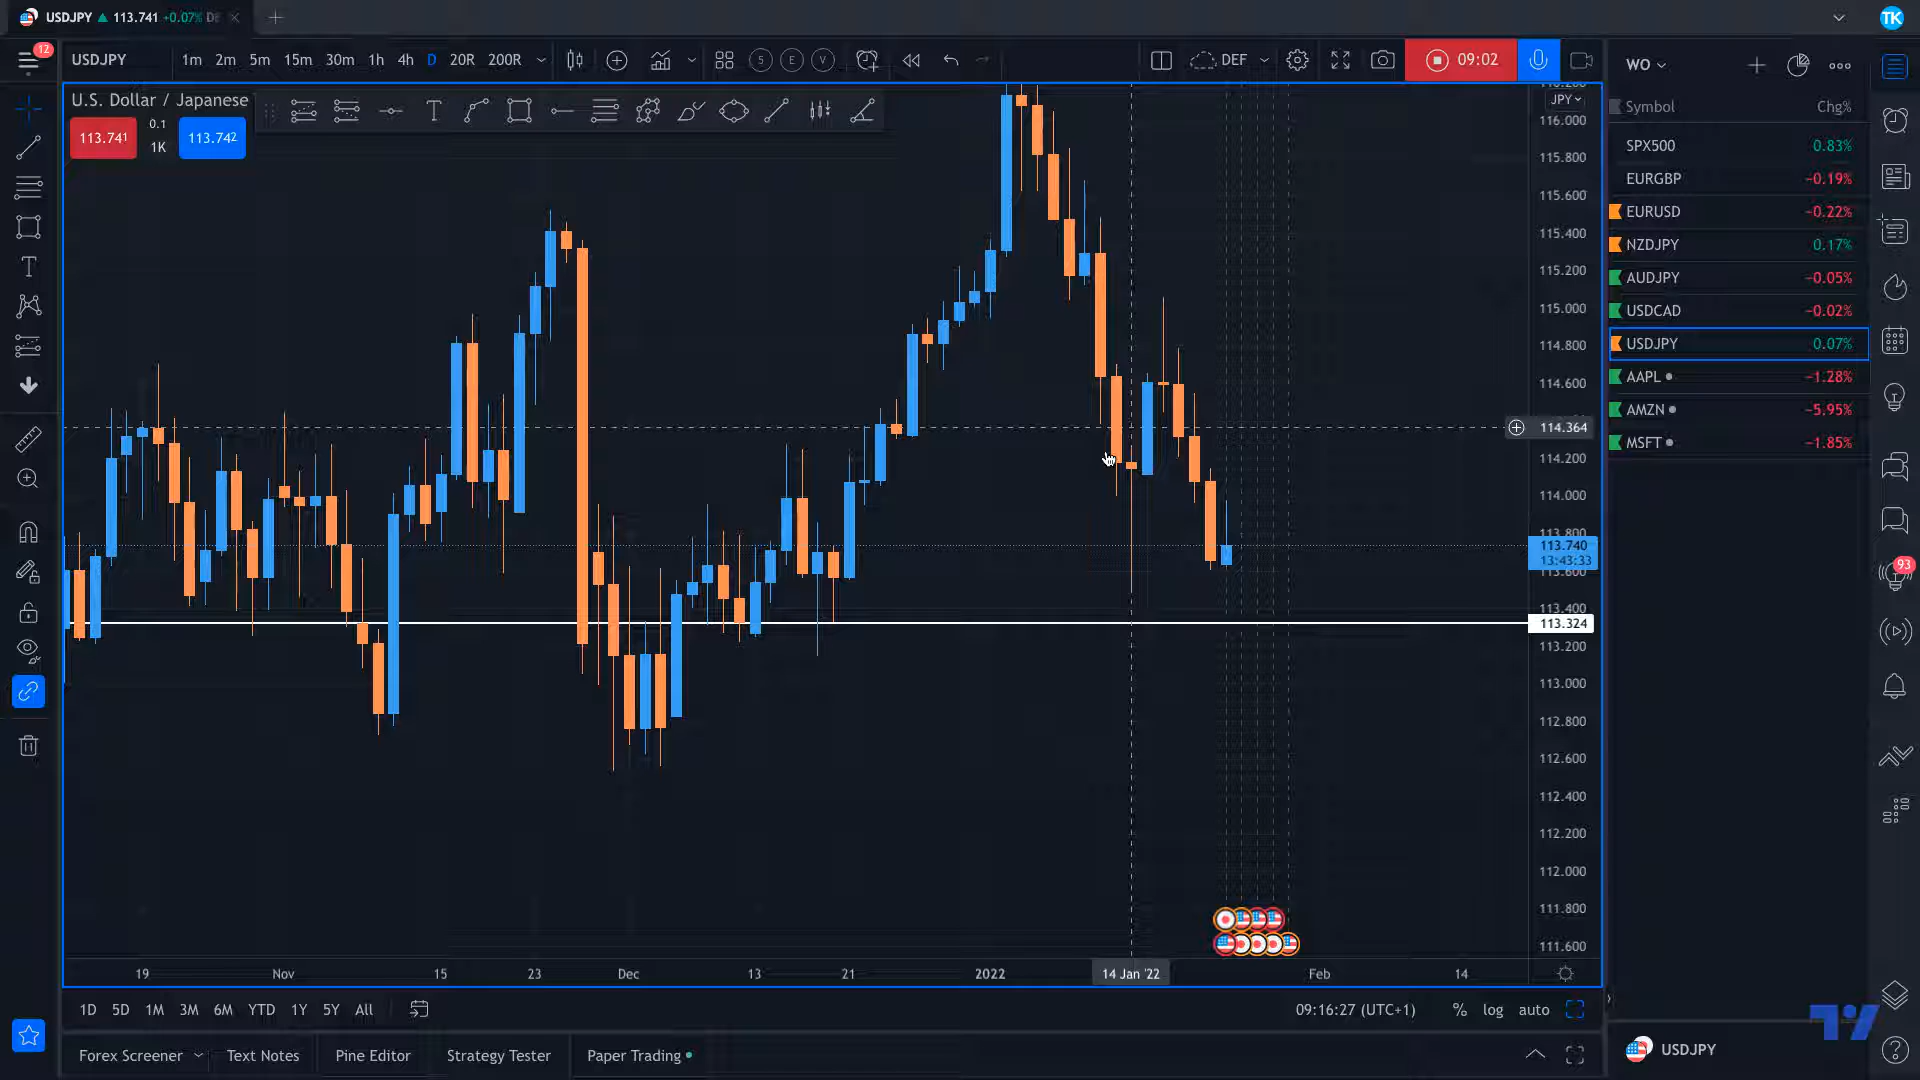 USDJPY ▲ 113.741 +0.07% DE
TK
12
USDJPY
1m 2m 5m 15m 30m 1h 4h D 20R 200R
S E V
DEF
09:02
WO
U.S. Dollar / Japanese
JPY
113.741
0.1
1K
113.742
Symbol Chg%
SPX500 0.83%
EURGBP −0.19%
EURUSD −0.22%
NZDJPY 0.17%
AUDJPY −0.05%
USDCAD −0.02%
USDJPY 0.07%
AAPL −1.28%
AMZN −5.95%
MSFT −1.85%
116.200
116.000
115.800
115.600
115.400
115.200
115.000
114.800
114.600
114.364
114.200
114.000
113.800
113.740
13:43:33
113.600
113.400
113.324
113.200
113.000
112.800
112.600
112.400
112.200
112.000
111.800
111.600
93
19 Nov 15 23 Dec 13 21 2022 14 Jan '22 Feb 14
1D 5D 1M 3M 6M YTD 1Y 5Y All
09:16:27 (UTC+1) % log auto
Forex Screener Text Notes Pine Editor Strategy Tester Paper Trading
USDJPY